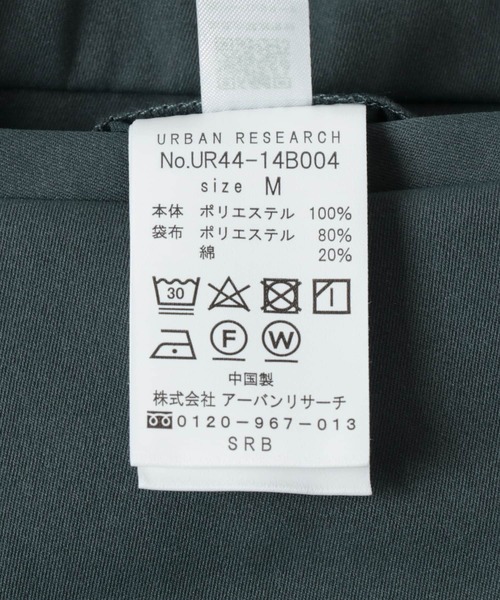 URBAN RESEARCH
No.UR44-14B004
size M
本体 ポリエステル 100%
袋布 ポリエステル 80%
綿 20%
30
F W
中国製
株式会社 アーバンリサーチ
0120-967-013
SRB